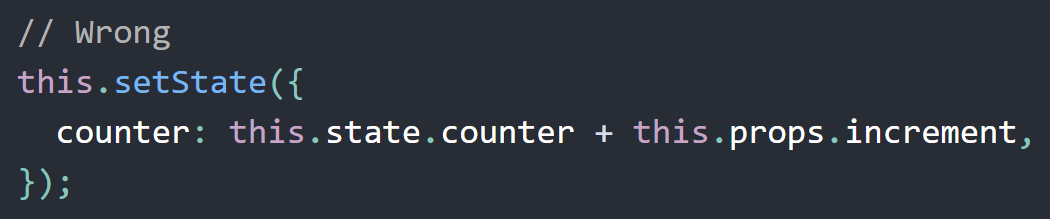 // Wrong
this.setState({
  counter: this.state.counter + this.props.increment,
});